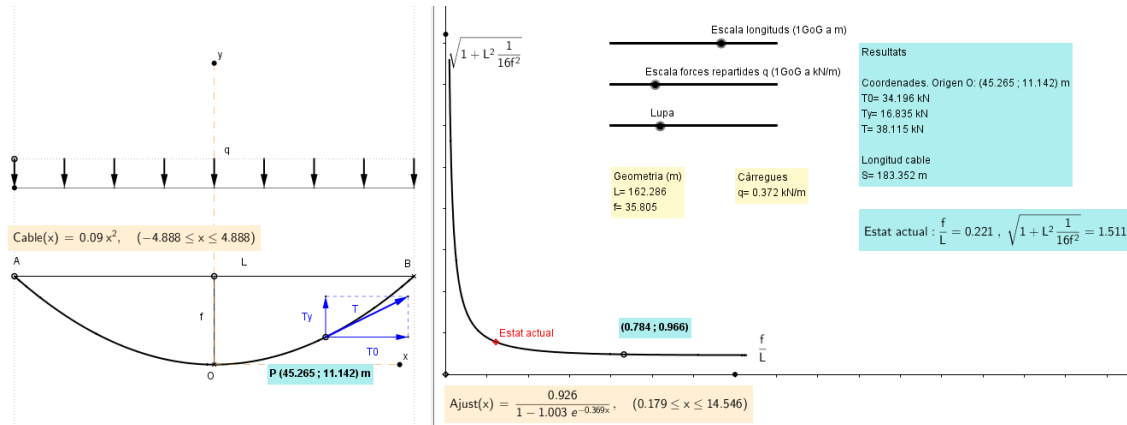 y
q
Cable(x) = 0.09 x², (−4.888 ≤ x ≤ 4.888)
A
L
B
f
Ty
T
T0
x
O
P (45.265 ; 11.142) m
√(1 + L² 1/(16f²))
Escala longituds (1GoG a m)
Escala forces repartides q (1GoG a kN/m)
Lupa
Geometria (m)
L= 162.286
f= 35.805
Càrregues
q= 0.372 kN/m
Resultats
Coordenades. Origen O: (45.265 ; 11.142) m
T0= 34.196 kN
Ty= 16.835 kN
T= 38.115 kN
Longitud cable
S= 183.352 m
Estat actual : f/L = 0.221 , √(1 + L² 1/(16f²)) = 1.511
Estat actual
(0.784 ; 0.966)
f/L
Ajust(x) = 0.926/(1 − 1.003 e^(−0.369x)), (0.179 ≤ x ≤ 14.546)